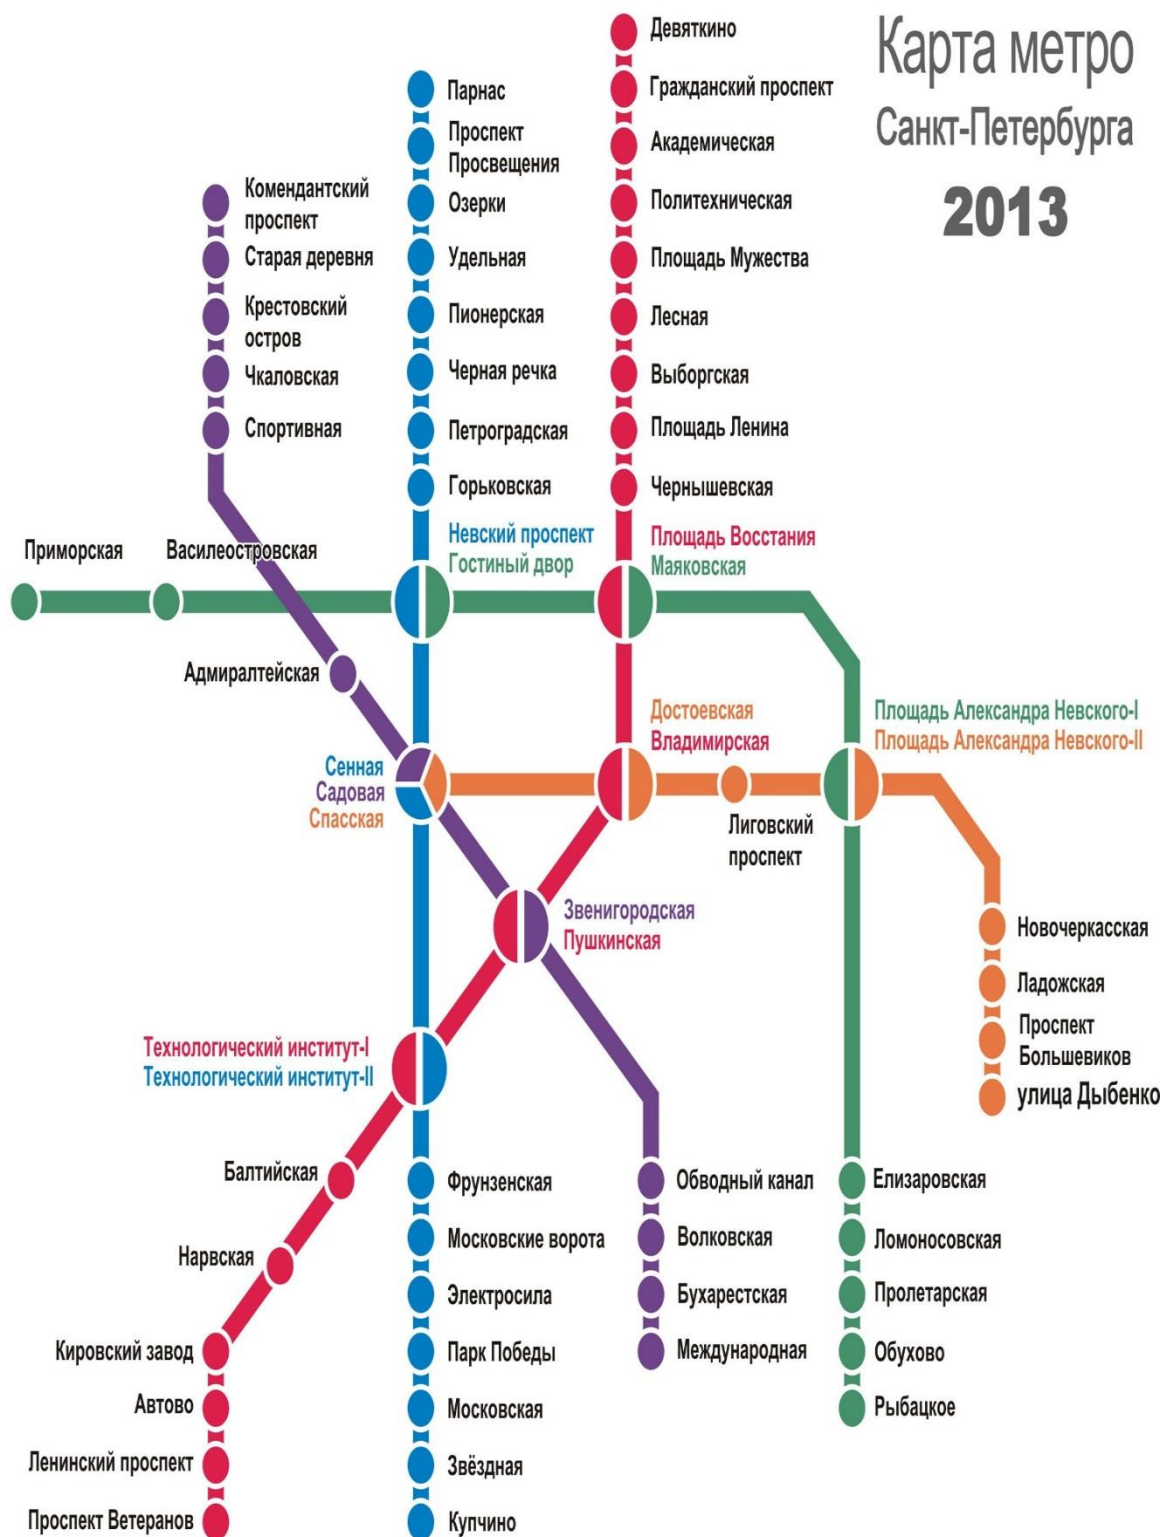 Карта метро
Санкт-Петербурга
2013
Девяткино
Гражданский проспект
Академическая
Политехническая
Площадь Мужества
Лесная
Выборгская
Площадь Ленина
Чернышевская
Площадь Восстания
Маяковская
Парнас
Проспект
Просвещения
Озерки
Удельная
Пионерская
Черная речка
Петроградская
Горьковская
Невский проспект
Гостиный двор
Комендантский
проспект
Старая деревня
Крестовский
остров
Чкаловская
Спортивная
Приморская
Василеостровская
Адмиралтейская
Сенная
Садовая
Спасская
Достоевская
Владимирская
Лиговский
проспект
Площадь Александра Невского-I
Площадь Александра Невского-II
Звенигородская
Пушкинская
Новочеркасская
Ладожская
Проспект
Большевиков
улица Дыбенко
Технологический институт-I
Технологический институт-II
Балтийская
Нарвская
Кировский завод
Автово
Ленинский проспект
Проспект Ветеранов
Фрунзенская
Московские ворота
Электросила
Парк Победы
Московская
Звёздная
Купчино
Обводный канал
Волковская
Бухарестская
Международная
Елизаровская
Ломоносовская
Пролетарская
Обухово
Рыбацкое